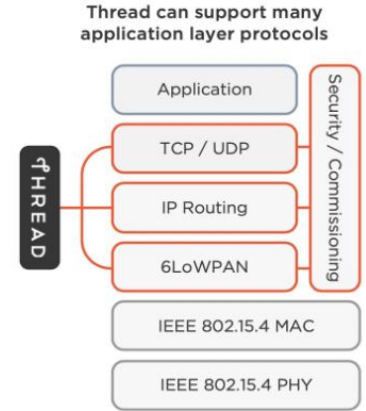 Thread can support many
application layer protocols
Application
TCP / UDP
IP Routing
6LoWPAN
IEEE 802.15.4 MAC
IEEE 802.15.4 PHY
THREAD
Security / Commissioning